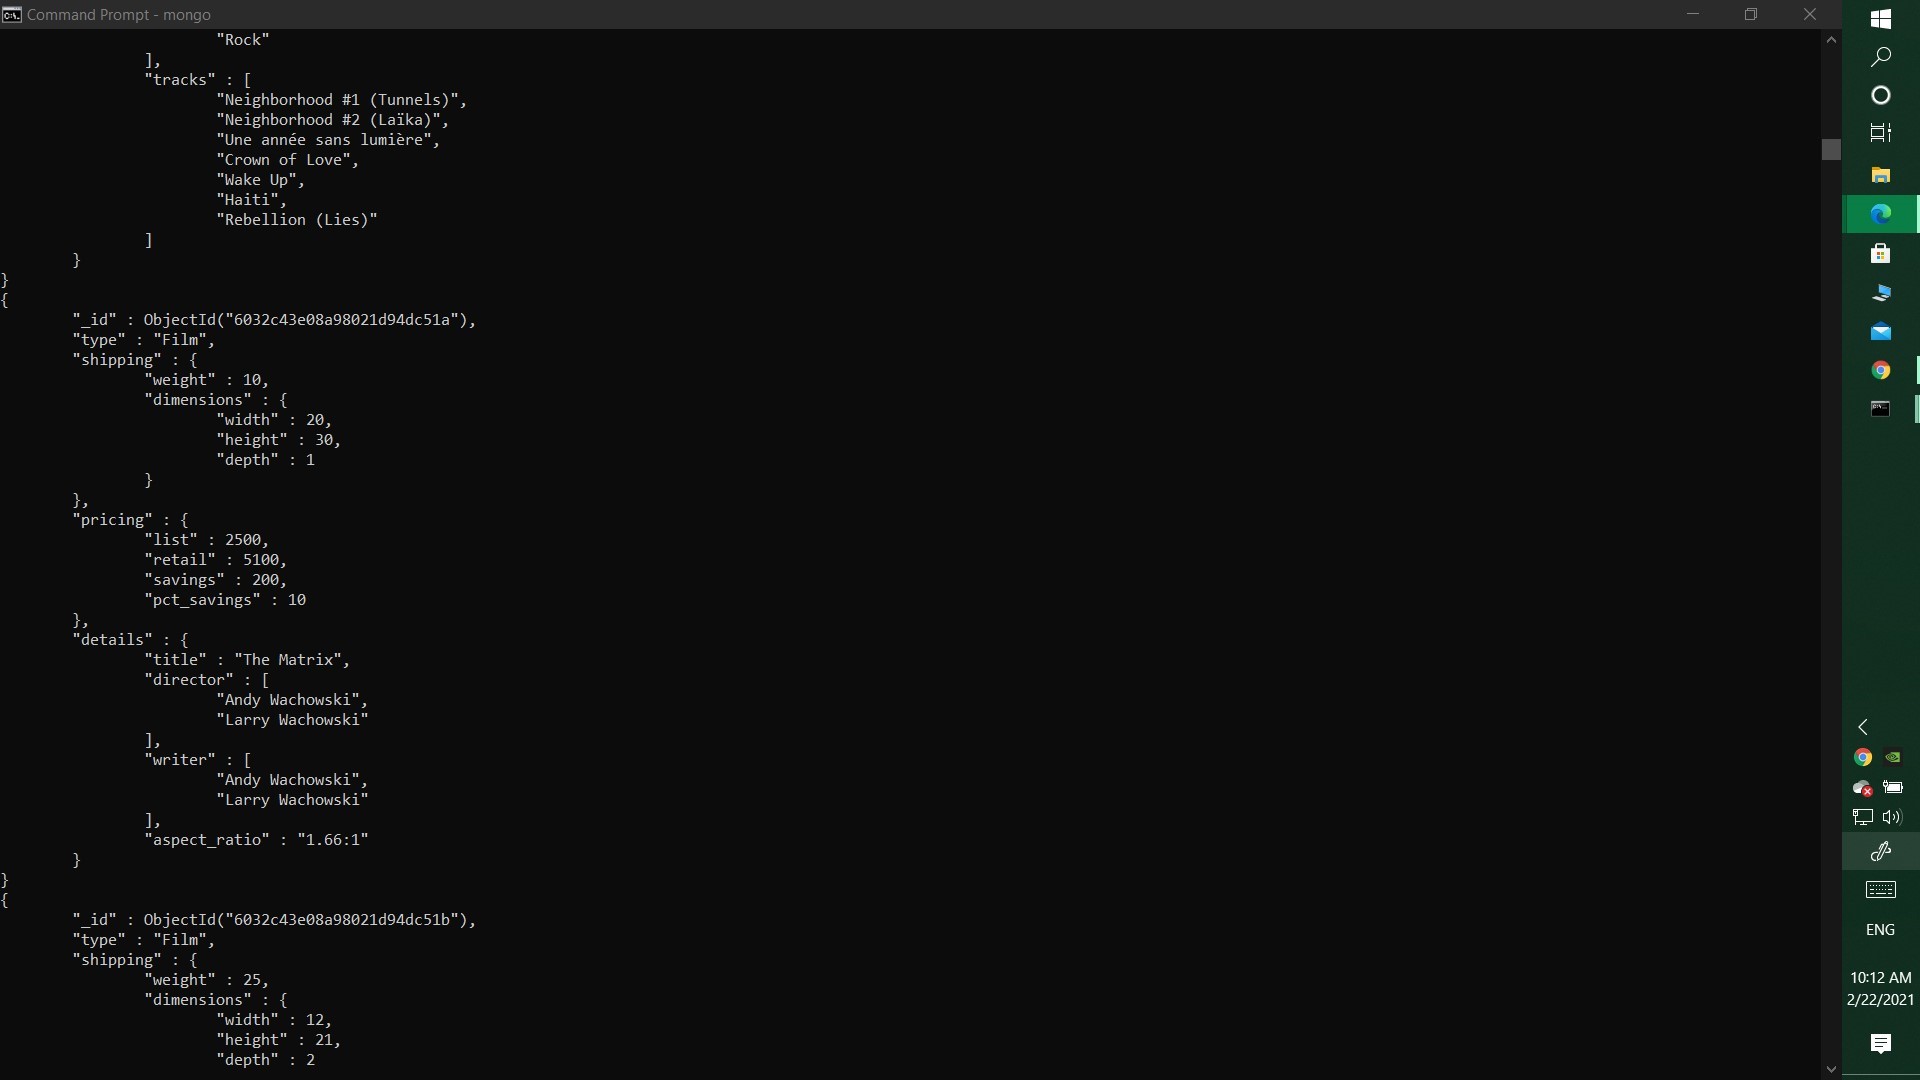 Command Prompt - mongo
"Rock"
],
"tracks" : [
"Neighborhood #1 (Tunnels)",
"Neighborhood #2 (Laïka)",
"Une année sans lumière",
"Crown of Love",
"Wake Up",
"Haiti",
"Rebellion (Lies)"
]
}
}
{
"_id" : ObjectId("6032c43e08a98021d94dc51a"),
"type" : "Film",
"shipping" : {
"weight" : 10,
"dimensions" : {
"width" : 20,
"height" : 30,
"depth" : 1
}
},
"pricing" : {
"list" : 2500,
"retail" : 5100,
"savings" : 200,
"pct_savings" : 10
},
"details" : {
"title" : "The Matrix",
"director" : [
"Andy Wachowski",
"Larry Wachowski"
],
"writer" : [
"Andy Wachowski",
"Larry Wachowski"
],
"aspect_ratio" : "1.66:1"
}
}
{
"_id" : ObjectId("6032c43e08a98021d94dc51b"),
"type" : "Film",
"shipping" : {
"weight" : 25,
"dimensions" : {
"width" : 12,
"height" : 21,
"depth" : 2
ENG
10:12 AM
2/22/2021